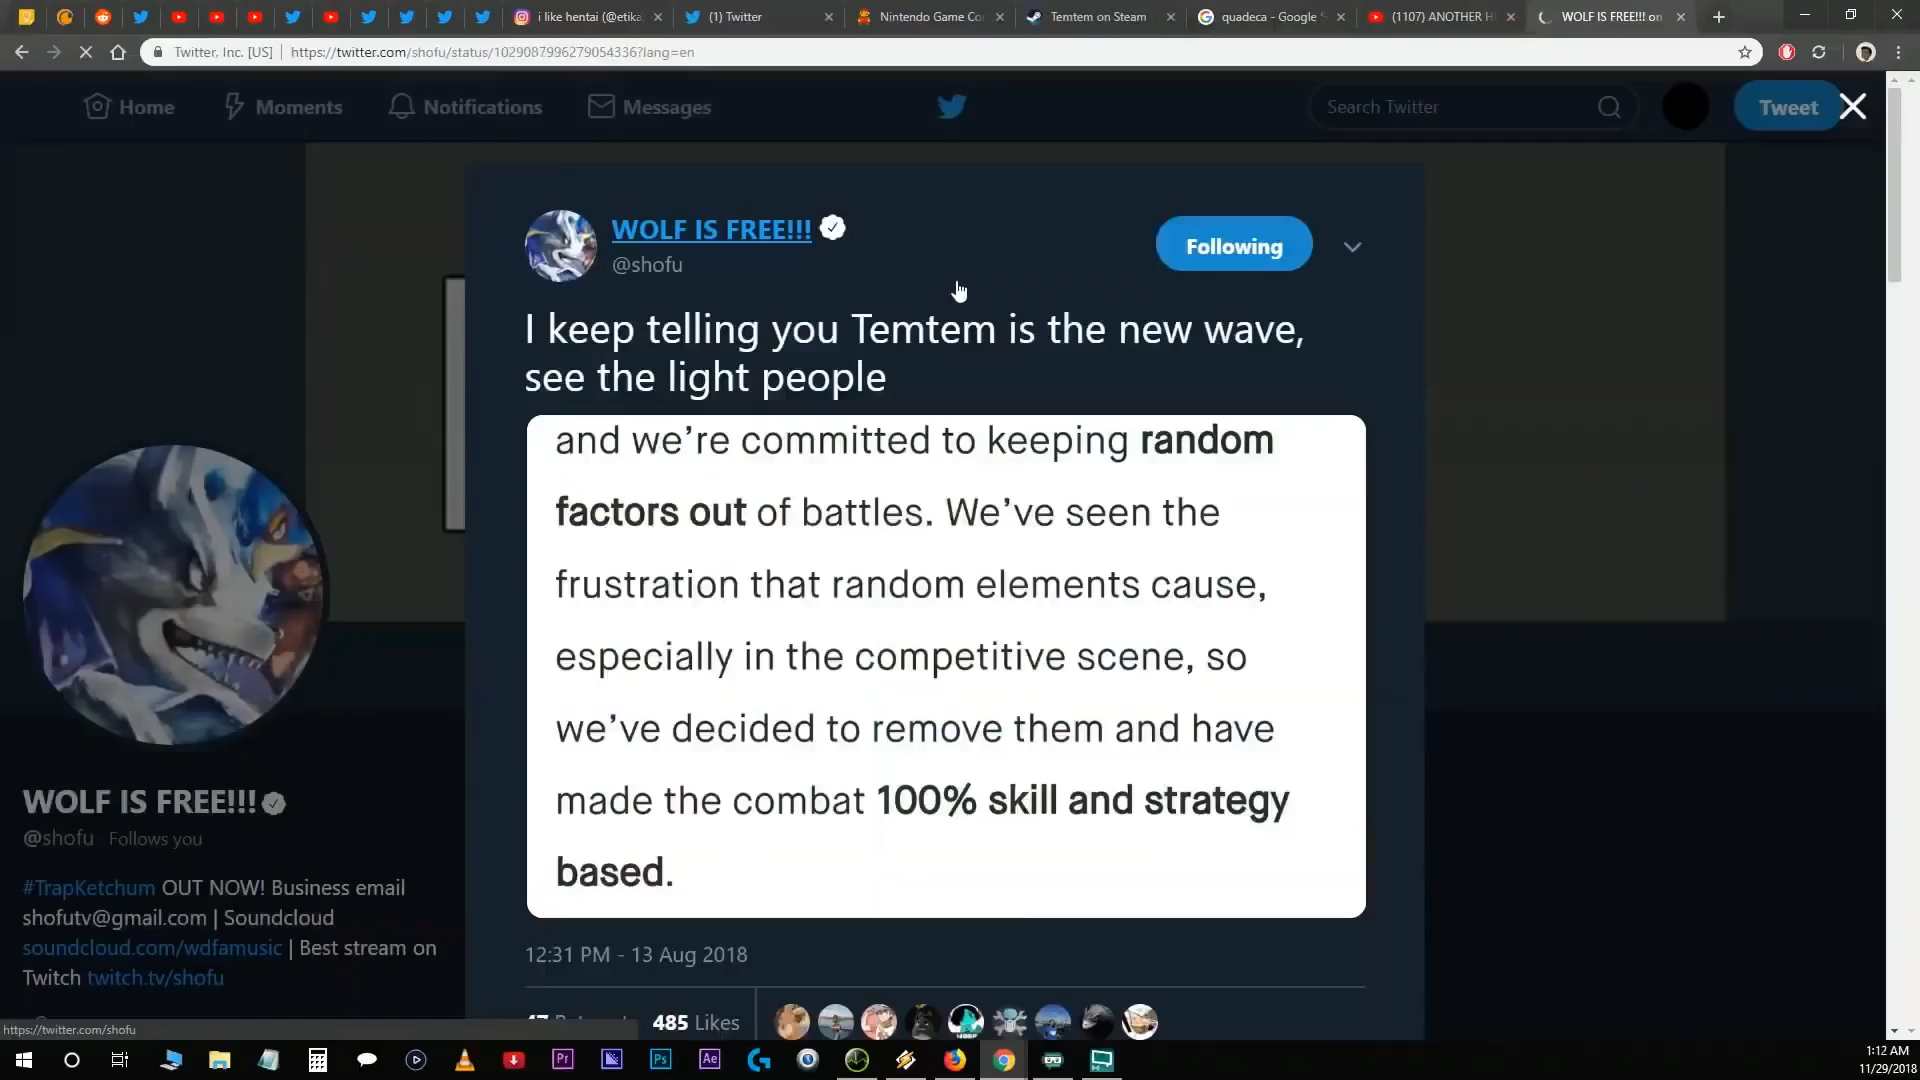 i like hentai (@etika
(1) Twitter
Nintendo Game Co
Temtem on Steam
quadeca - Google S
(1107) ANOTHER H
WOLF IS FREE!!! on
Twitter, Inc. [US] | https://twitter.com/shofu/status/1029087996279054336?lang=en
Home Moments Notifications Messages Search Twitter Tweet
WOLF IS FREE!!!
@shofu
Following
I keep telling you Temtem is the new wave,
see the light people
and we're committed to keeping random
factors out of battles. We've seen the
frustration that random elements cause,
especially in the competitive scene, so
we've decided to remove them and have
made the combat 100% skill and strategy
based.
12:31 PM - 13 Aug 2018
485 Likes
WOLF IS FREE!!!
@shofu Follows you
#TrapKetchum OUT NOW! Business email
shofutv@gmail.com | Soundcloud
soundcloud.com/wdfamusic | Best stream on
Twitch twitch.tv/shofu
https://twitter.com/shofu
Pr
Ps
Ae
1:12 AM
11/29/2018